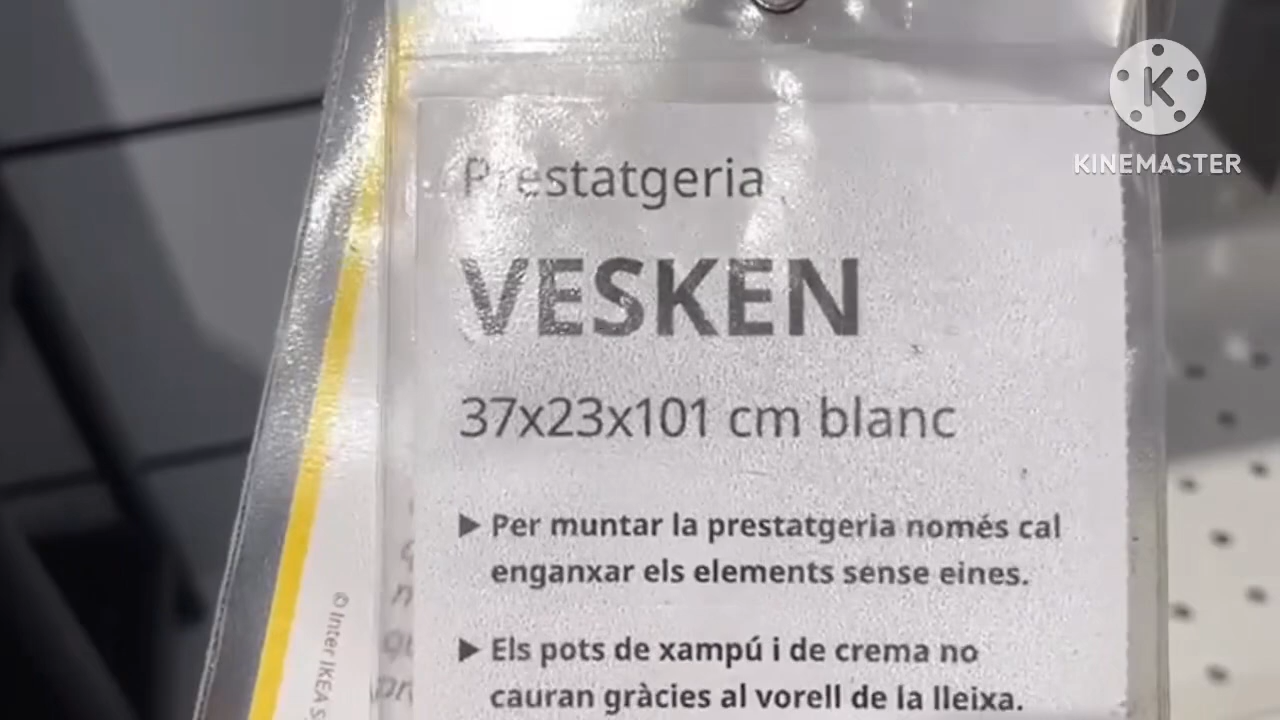 Prestatgeria
VESKEN
37x23x101 cm blanc
▶ Per muntar la prestatgeria només cal
enganxar els elements sense eines.
▶ Els pots de xampú i de crema no
cauran gràcies al vorell de la lleixa.
© Inter IKEA S
K
KINEMASTER